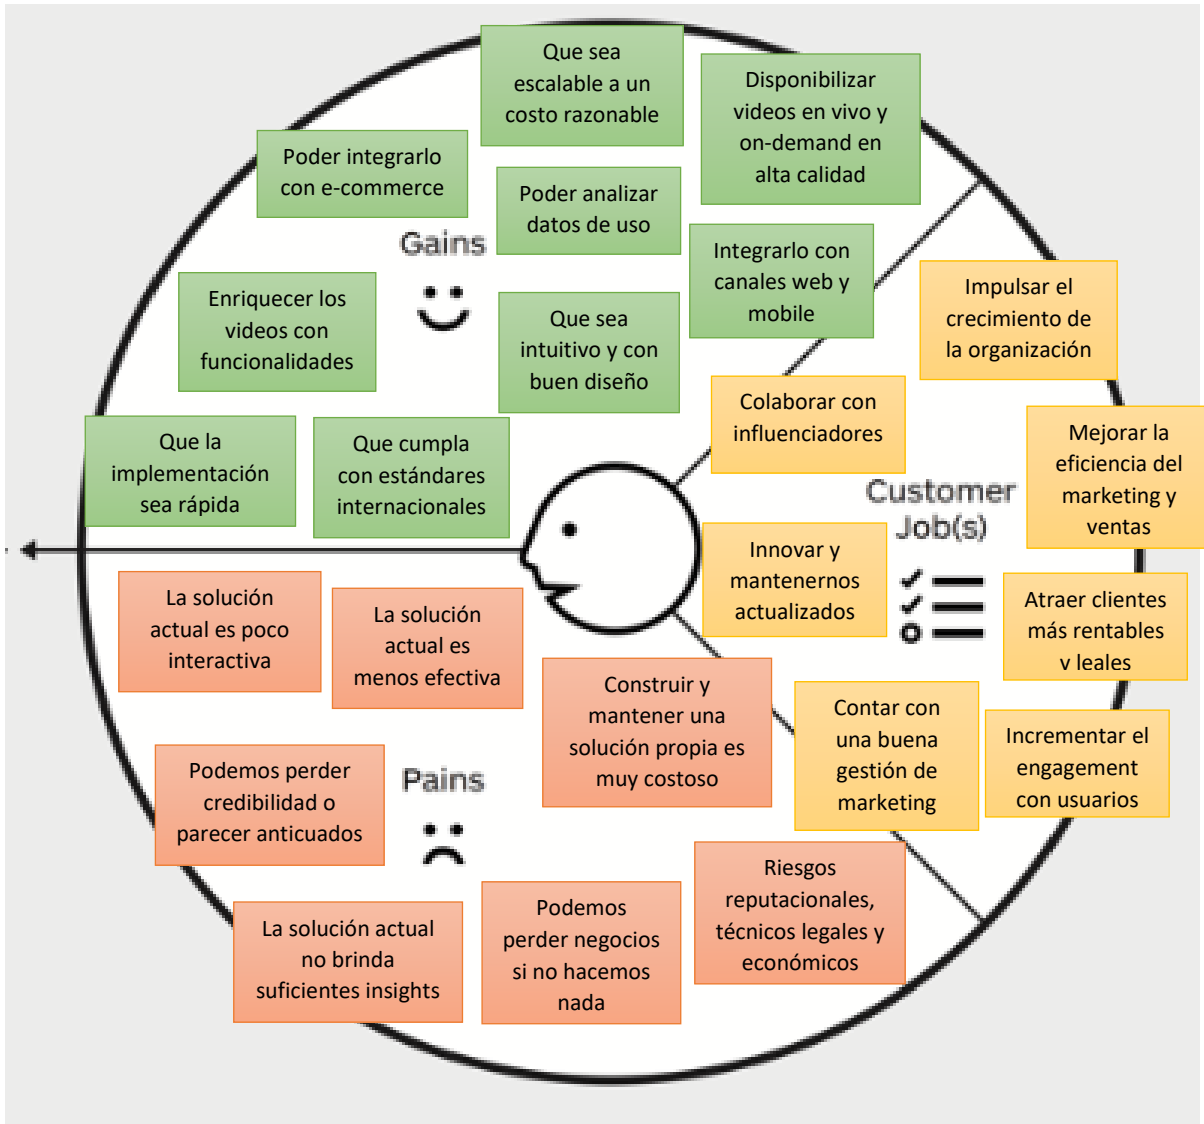 Que sea
escalable a un
costo razonable
Disponibilizar
videos en vivo y
on-demand en
alta calidad
Poder integrarlo
con e-commerce
Poder analizar
datos de uso
Gains
Integrarlo con
canales web y
mobile
Enriquecer los
videos con
funcionalidades
Que sea
intuitivo y con
buen diseño
Que la
implementación
sea rápida
Que cumpla
con estándares
internacionales
Impulsar el
crecimiento de
la organización
Colaborar con
influenciadores
Mejorar la
eficiencia del
marketing y
ventas
Customer
Job(s)
Innovar y
mantenernos
actualizados
Atraer clientes
más rentables
y leales
Contar con
una buena
gestión de
marketing
Incrementar el
engagement
con usuarios
La solución
actual es poco
interactiva
La solución
actual es
menos efectiva
Construir y
mantener una
solución propia es
muy costoso
Podemos perder
credibilidad o
parecer anticuados
Pains
Riesgos
reputacionales,
técnicos legales y
económicos
La solución actual
no brinda
suficientes insights
Podemos
perder negocios
si no hacemos
nada